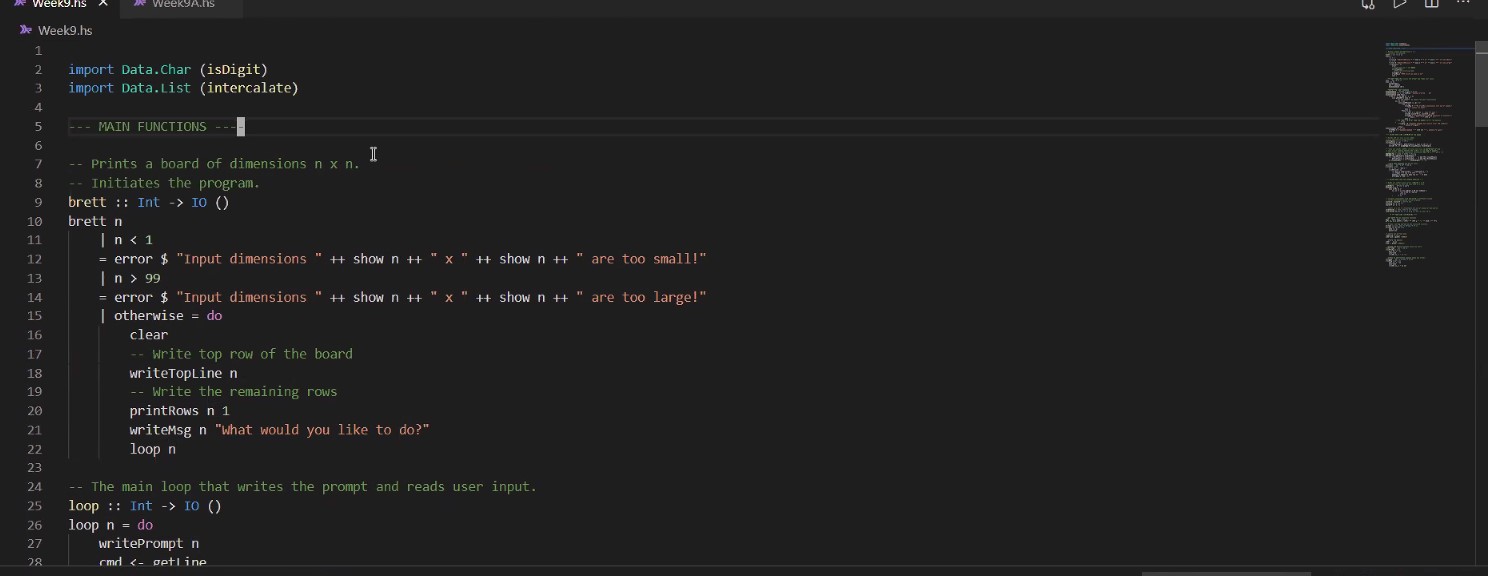 Week9.hs
Week9A.hs
Week9.hs
1
2 import Data.Char (isDigit)
3 import Data.List (intercalate)
4
5 --- MAIN FUNCTIONS ----
6
7 -- Prints a board of dimensions n x n.
8 -- Initiates the program.
9 brett :: Int -> IO ()
10 brett n
11 | n < 1
12 = error $ "Input dimensions " ++ show n ++ " x " ++ show n ++ " are too small!"
13 | n > 99
14 = error $ "Input dimensions " ++ show n ++ " x " ++ show n ++ " are too large!"
15 | otherwise = do
16 clear
17 -- Write top row of the board
18 writeTopLine n
19 -- Write the remaining rows
20 printRows n 1
21 writeMsg n "What would you like to do?"
22 loop n
23
24 -- The main loop that writes the prompt and reads user input.
25 loop :: Int -> IO ()
26 loop n = do
27 writePrompt n
28 cmd <- getLine